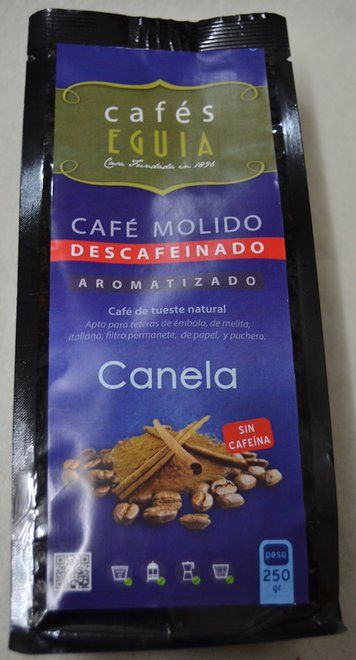 cafés
EGUIA
Casa Fundada en 1896
CAFÉ MOLIDO
DESCAFEINADO
AROMATIZADO
Café de tueste natural
Apto para teteras de émbolo, de melita,
italiana, filtro permanete, de papel, y puchero.
Canela
SIN
CAFEÍNA
peso
250
gr